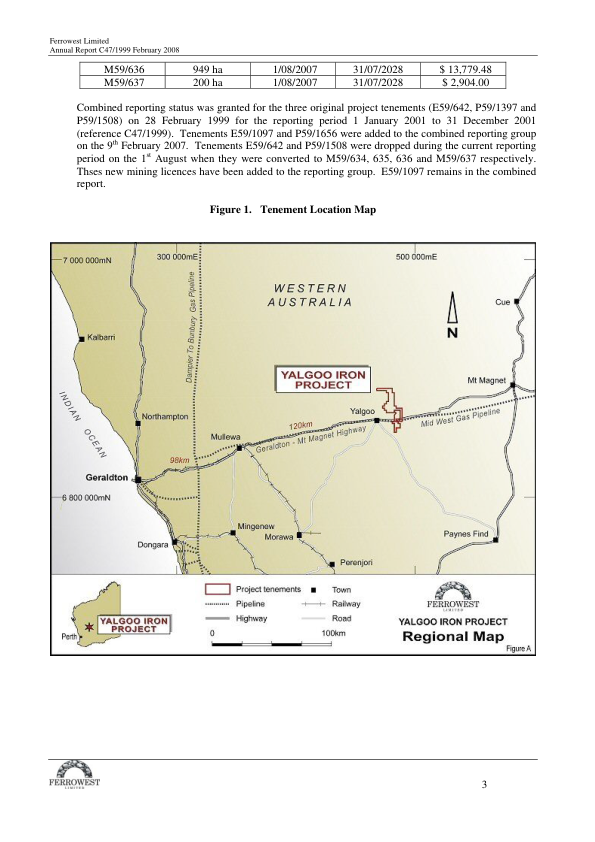 Ferrowest Limited
Annual Report C47/1999 February 2008
M59/636 949 ha 1/08/2007 31/07/2028 $ 13,779.48
M59/637 200 ha 1/08/2007 31/07/2028 $ 2,904.00
Combined reporting status was granted for the three original project tenements (E59/642, P59/1397 and
P59/1508) on 28 February 1999 for the reporting period 1 January 2001 to 31 December 2001
(reference C47/1999). Tenements E59/1097 and P59/1656 were added to the combined reporting group
on the 9th February 2007. Tenements E59/642 and P59/1508 were dropped during the current reporting
period on the 1st August when they were converted to M59/634, 635, 636 and M59/637 respectively.
Thses new mining licences have been added to the reporting group. E59/1097 remains in the combined
report.
Figure 1. Tenement Location Map
7 000 000mN
300 000mE
500 000mE
WESTERN
AUSTRALIA
Dampier To Bunbury Gas Pipeline
Cue
N
Kalbarri
YALGOO IRON
PROJECT
Mt Magnet
INDIAN OCEAN
Northampton
Yalgoo
Mid West Gas Pipeline
120km
Mullewa
Geraldton - Mt Magnet Highway
98km
Geraldton
6 800 000mN
Mingenew
Morawa
Paynes Find
Dongara
Perenjori
Project tenements
Town
Pipeline
Railway
Highway
Road
0 100km
YALGOO IRON
PROJECT
Perth
FERROWEST
LIMITED
YALGOO IRON PROJECT
Regional Map
Figure A
FERROWEST
LIMITED
3